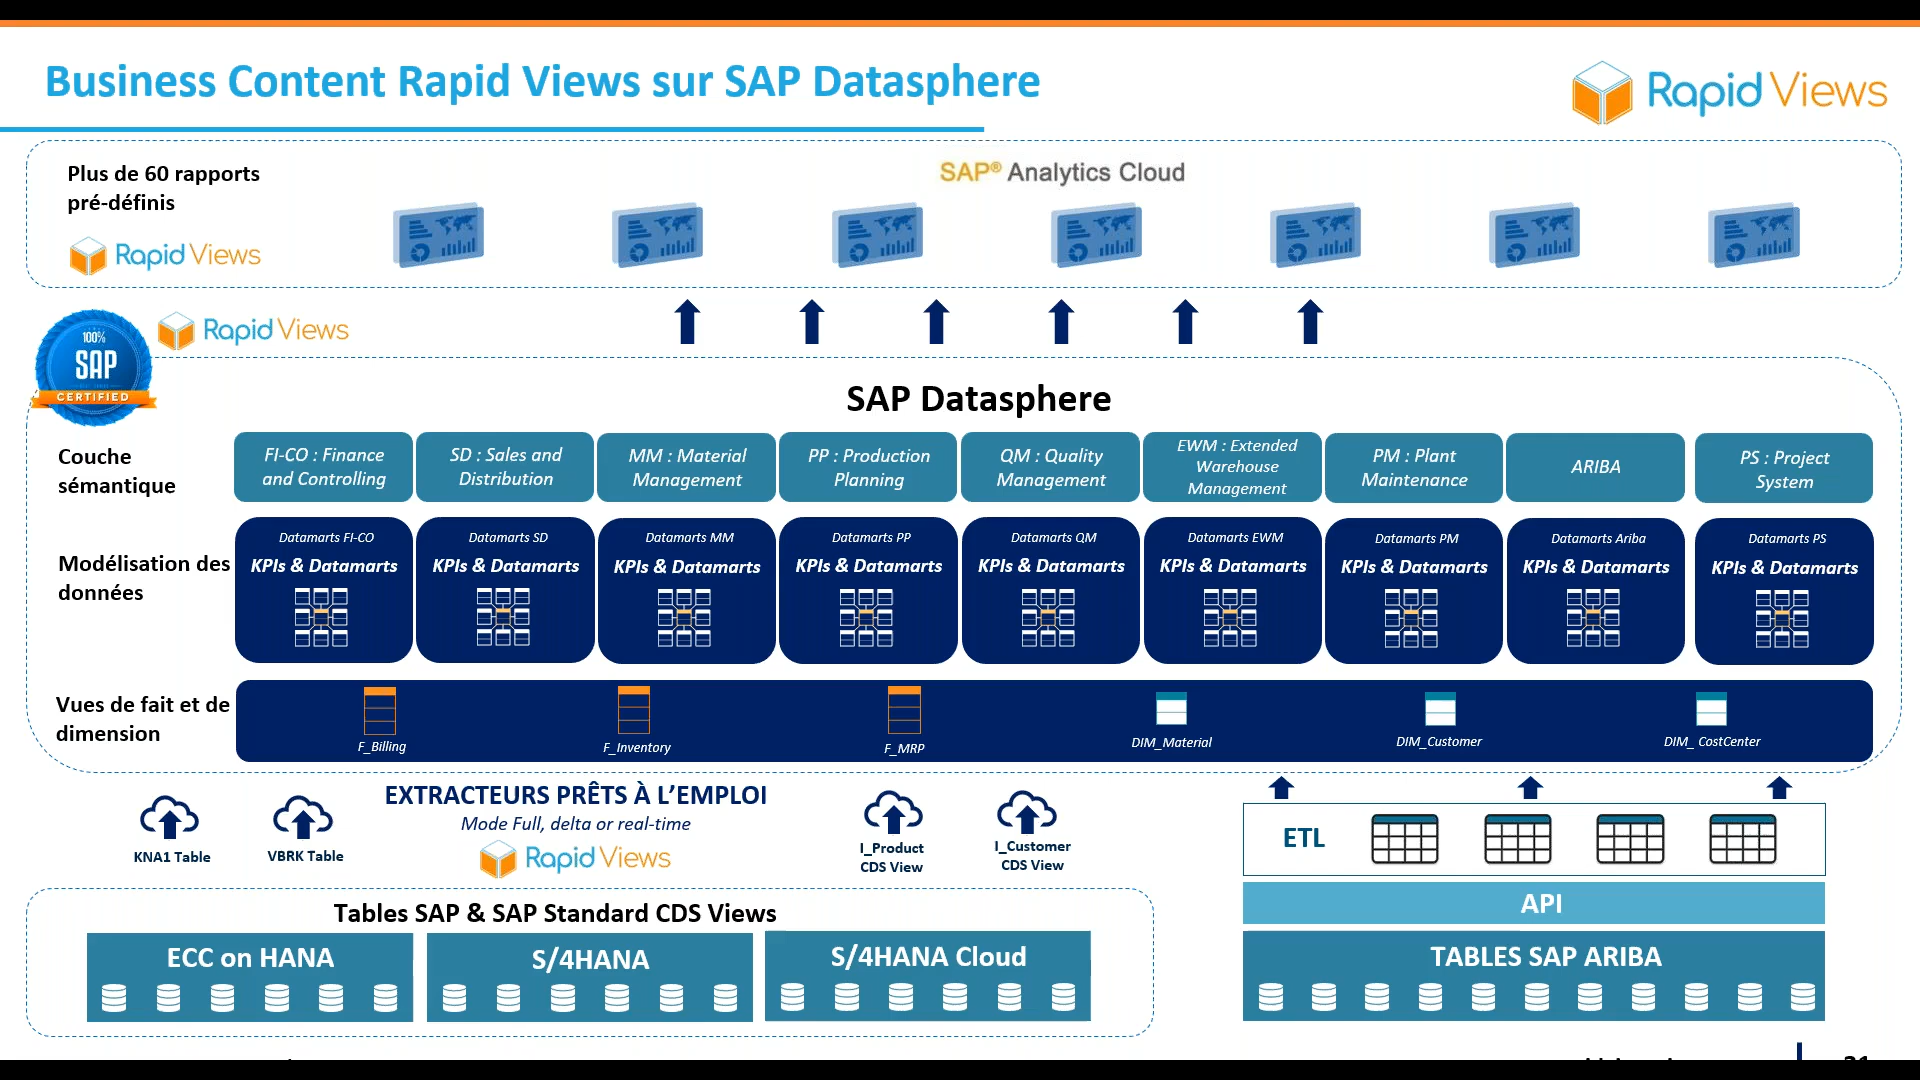 Business Content Rapid Views sur SAP Datasphere
Rapid Views
Plus de 60 rapports
pré-définis
Rapid Views
SAP® Analytics Cloud
100%
SAP
CERTIFIED
Rapid Views
SAP Datasphere
Couche
sémantique
FI-CO : Finance
and Controlling
SD : Sales and
Distribution
MM : Material
Management
PP : Production
Planning
QM : Quality
Management
EWM : Extended
Warehouse
Management
PM : Plant
Maintenance
ARIBA
PS : Project
System
Modélisation des
données
Datamarts FI-CO
KPIs & Datamarts
Datamarts SD
KPIs & Datamarts
Datamarts MM
KPIs & Datamarts
Datamarts PP
KPIs & Datamarts
Datamarts QM
KPIs & Datamarts
Datamarts EWM
KPIs & Datamarts
Datamarts PM
KPIs & Datamarts
Datamarts Ariba
KPIs & Datamarts
Datamarts PS
KPIs & Datamarts
Vues de fait et de
dimension
F_Billing
F_Inventory
F_MRP
DIM_Material
DIM_Customer
DIM_ CostCenter
KNA1 Table
VBRK Table
EXTRACTEURS PRÊTS À L’EMPLOI
Mode Full, delta or real-time
Rapid Views
I_Product
CDS View
I_Customer
CDS View
ETL
API
TABLES SAP ARIBA
Tables SAP & SAP Standard CDS Views
ECC on HANA
S/4HANA
S/4HANA Cloud